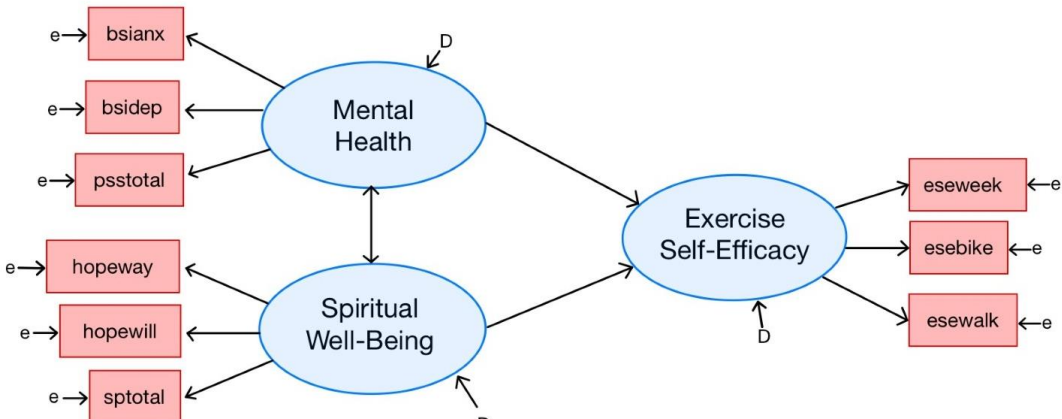 e
bsianx
D
e
bsidep
Mental
Health
e
psstotal
e
hopeway
e
hopewill
e
sptotal
Spiritual
Well-Being
Exercise
Self-Efficacy
D
eseweek
e
esebike
e
esewalk
e